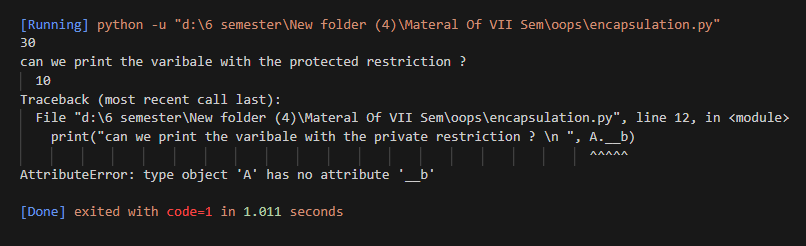 [Running] python -u "d:\6 semester\New folder (4)\Materal Of VII Sem\oops\encapsulation.py"
30
can we print the varibale with the protected restriction ?
  10
Traceback (most recent call last):
  File "d:\6 semester\New folder (4)\Materal Of VII Sem\oops\encapsulation.py", line 12, in <module>
    print("can we print the varibale with the private restriction ? \n ", A.__b)
                                                                          ^^^^^
AttributeError: type object 'A' has no attribute '__b'
[Done] exited with code=1 in 1.011 seconds